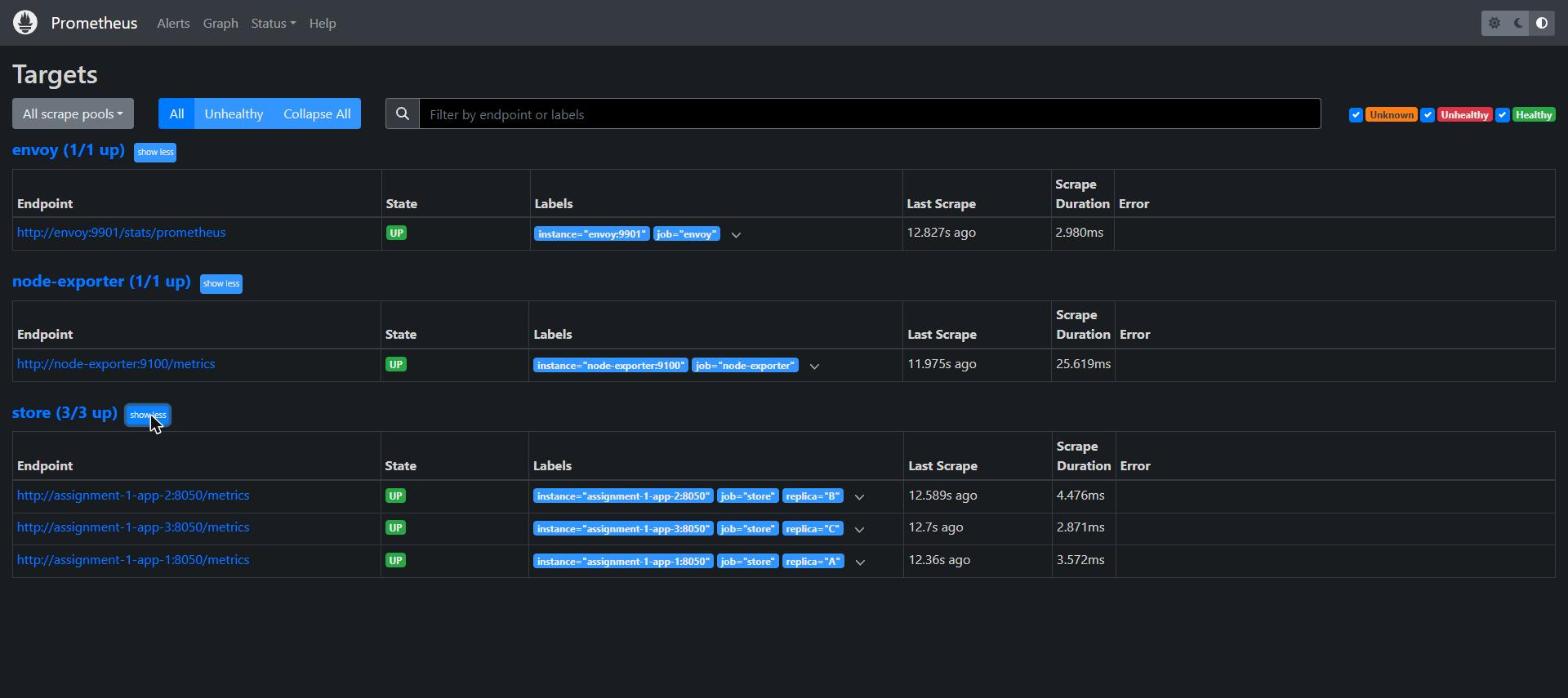 Prometheus Alerts Graph Status Help
Targets
All scrape pools All Unhealthy Collapse All Filter by endpoint or labels Unknown Unhealthy Healthy
envoy (1/1 up) show less
Endpoint State Labels Last Scrape Scrape Duration Error
http://envoy:9901/stats/prometheus UP instance="envoy:9901" job="envoy" 12.827s ago 2.980ms
node-exporter (1/1 up) show less
Endpoint State Labels Last Scrape Scrape Duration Error
http://node-exporter:9100/metrics UP instance="node-exporter:9100" job="node-exporter" 11.975s ago 25.619ms
store (3/3 up) show less
Endpoint State Labels Last Scrape Scrape Duration Error
http://assignment-1-app-2:8050/metrics UP instance="assignment-1-app-2:8050" job="store" replica="B" 12.589s ago 4.476ms
http://assignment-1-app-3:8050/metrics UP instance="assignment-1-app-3:8050" job="store" replica="C" 12.7s ago 2.871ms
http://assignment-1-app-1:8050/metrics UP instance="assignment-1-app-1:8050" job="store" replica="A" 12.36s ago 3.572ms